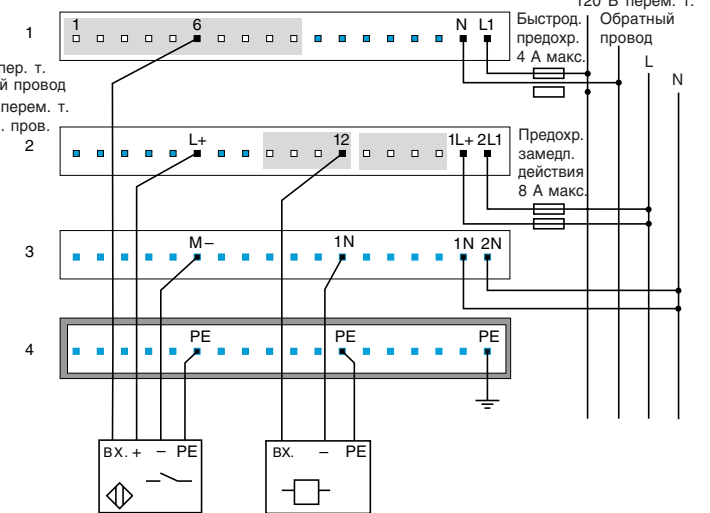 120 В перем. т.
Обратный
провод
Быстрод.
предохр.
4 А макс.
L
N
1
1
6
N L1
пер. т.
й провод
перем. т.
. пров.
2
L+
12
1L+ 2L1
Предохр.
замедл.
действия
8 А макс.
3
M –
1N
1N 2N
4
PE
PE
PE
ВХ. + – PE
ВХ. – PE